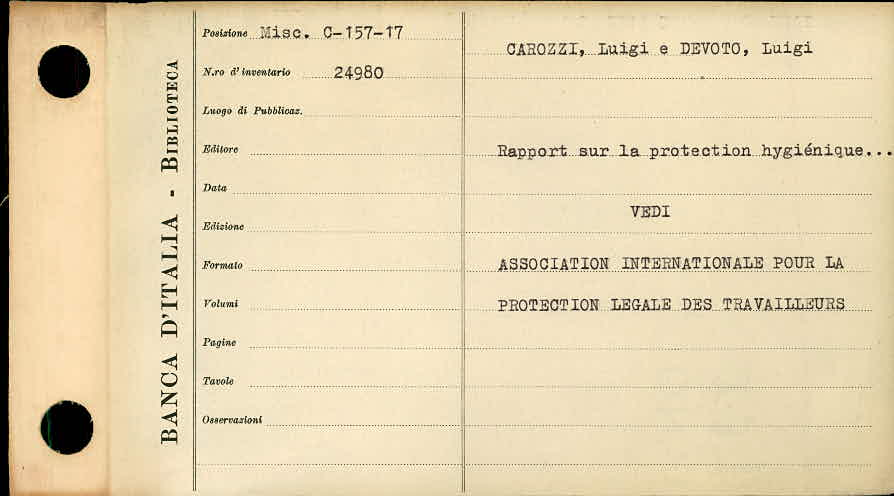 BANCA D'ITALIA - BIBLIOTECA
Posizione Misc. C-157-17
N.ro d'inventario 24980
Luogo di Pubblicaz.
Editore
Data
Edizione
Formato
Volumi
Pagine
Tavole
Osservazioni
CAROZZI, Luigi e DEVOTO, Luigi
Rapport sur la protection hygiénique...
VEDI
ASSOCIATION INTERNATIONALE POUR LA
PROTECTION LEGALE DES TRAVAILLEURS